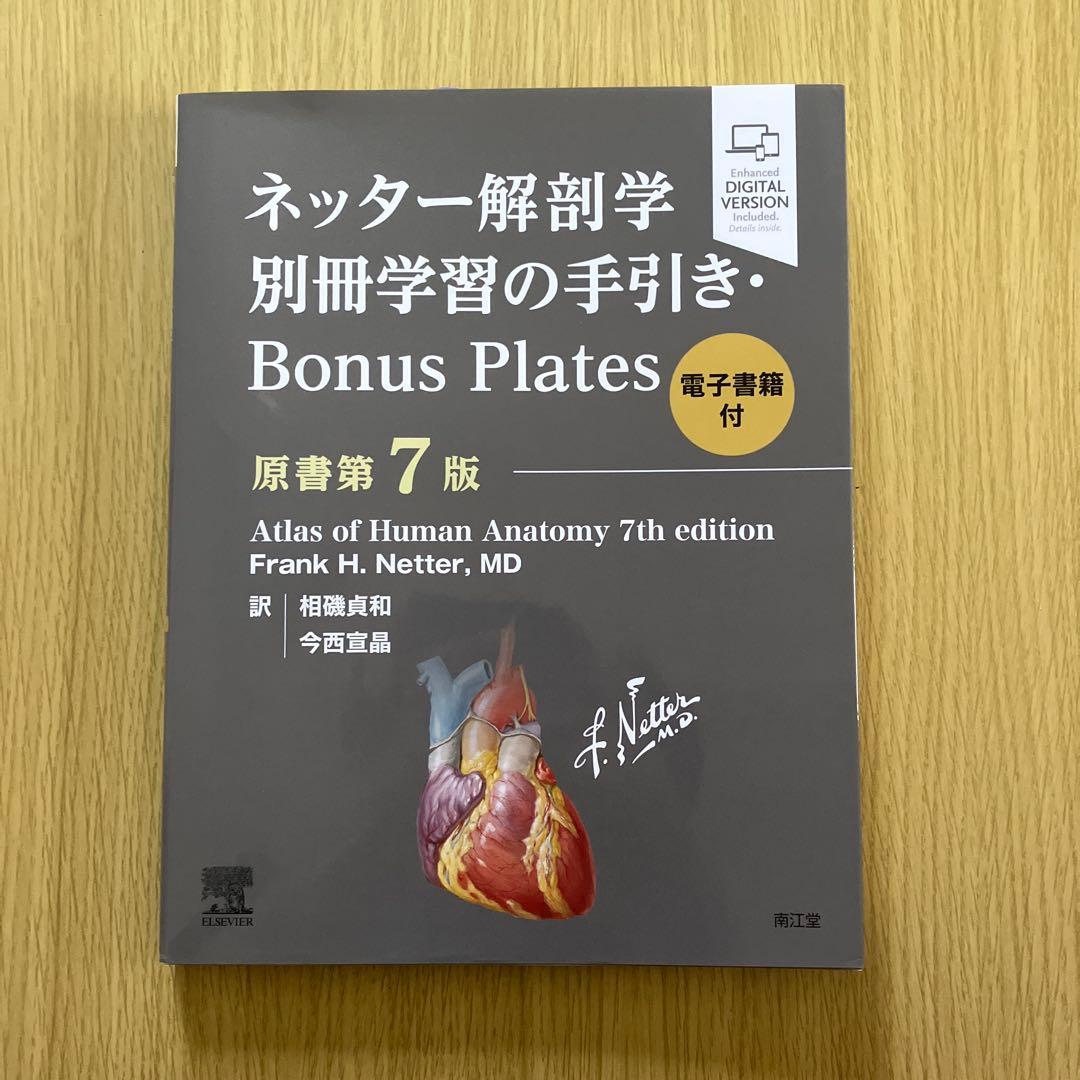 Enhanced
DIGITAL
VERSION
Included.
Details inside.
ネッター解剖学
別冊学習の手引き・
Bonus Plates
電子書籍
付
原書第7版
Atlas of Human Anatomy 7th edition
Frank H. Netter, MD
訳 相磯貞和
今西宣晶
F. Netter
M.D.
ELSEVIER
南江堂